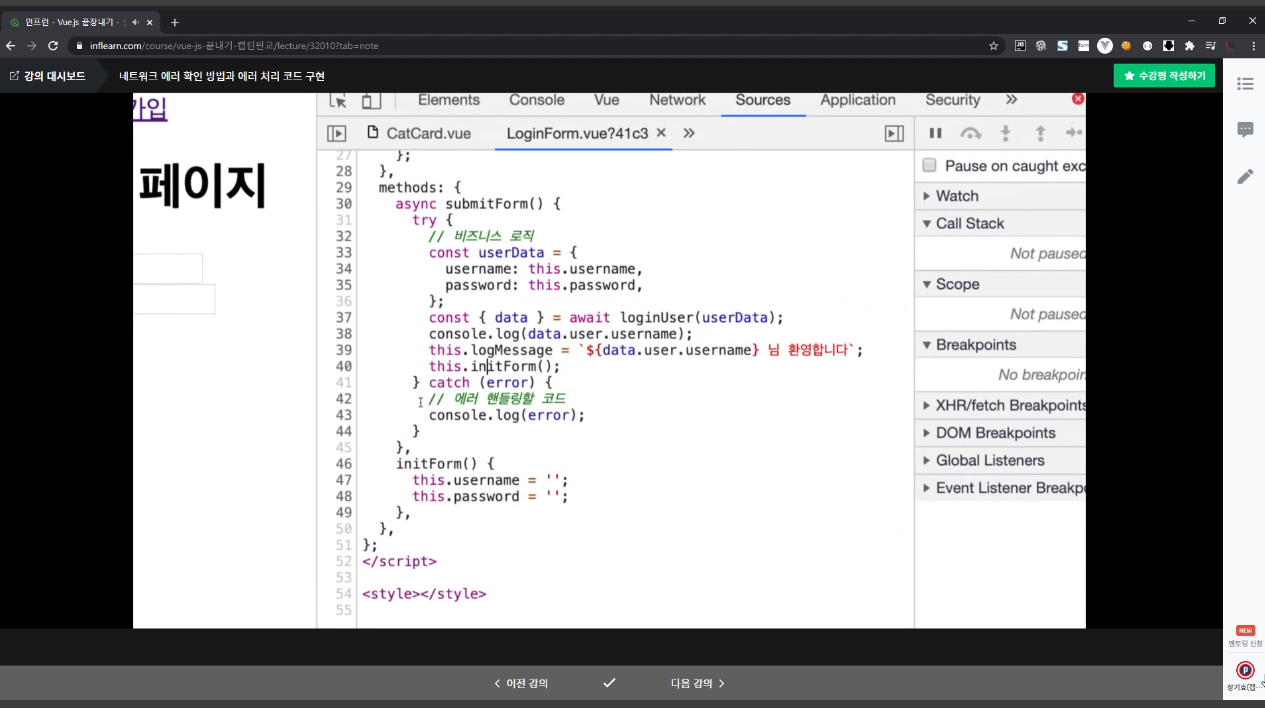 인프런 - Vue.js 끝장내기 -
inflearn.com/course/vue-js-끝내기-캡틴판교/lecture/32010?tab=note
강의 대시보드
네트워크 에러 확인 방법과 에러 처리 코드 구현
수강평 작성하기
가입
페이지
Elements Console Vue Network Sources Application Security
CatCard.vue LoginForm.vue?41c3
27 };
28 },
29 methods: {
30 async submitForm() {
31 try {
32 // 비즈니스 로직
33 const userData = {
34 username: this.username,
35 password: this.password,
36 };
37 const { data } = await loginUser(userData);
38 console.log(data.user.username);
39 this.logMessage = `${data.user.username} 님 환영합니다`;
40 this.initForm();
41 } catch (error) {
42 // 에러 핸들링할 코드
43 console.log(error);
44 }
45 },
46 initForm() {
47 this.username = '';
48 this.password = '';
49 },
50 },
51 };
52 </script>
53
54 <style></style>
55
Pause on caught exc
Watch
Call Stack
Not paused
Scope
Not paused
Breakpoints
No breakpoin
XHR/fetch Breakpoints
DOM Breakpoints
Global Listeners
Event Listener Breakp
이전 강의
다음 강의
NEW
멘토링 신청
장기효(캡…